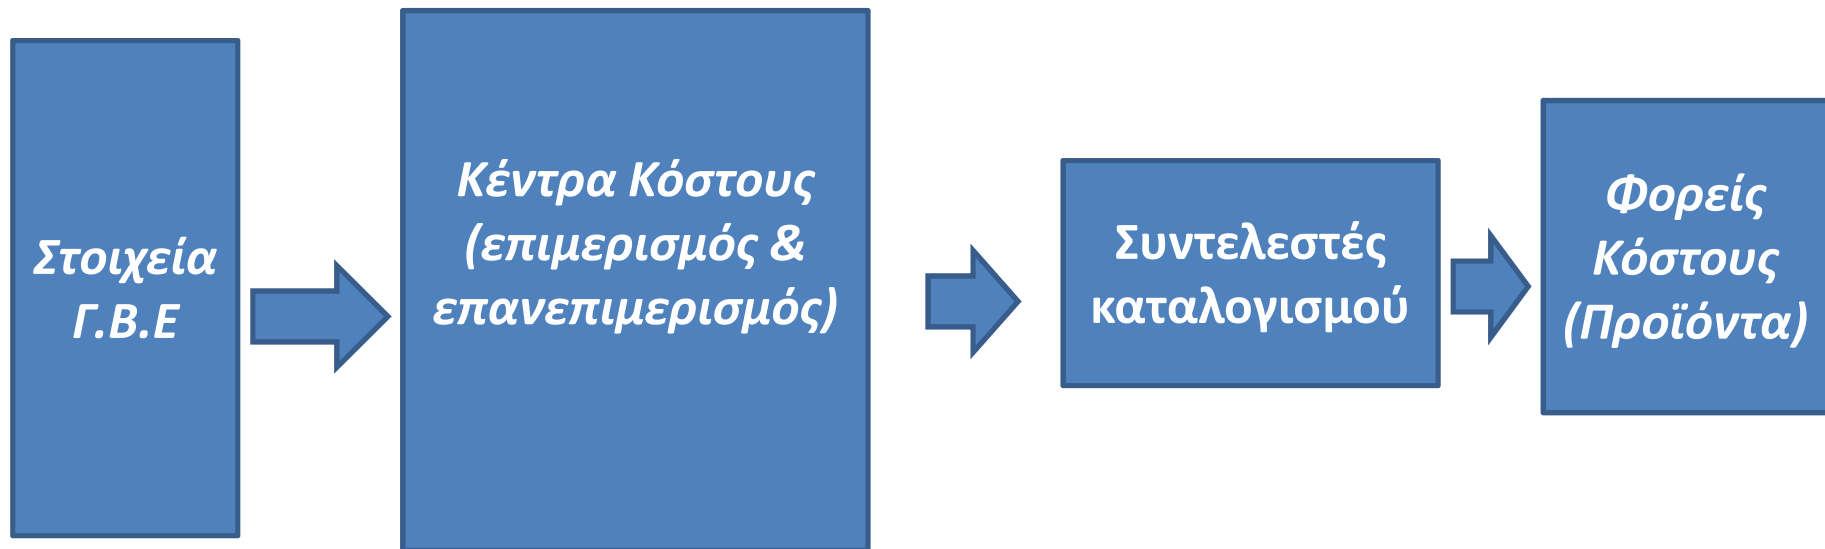 Στοιχεία
Γ.Β.Ε
Κέντρα Κόστους
(επιμερισμός &
επανεπιμερισμός)
Συντελεστές
καταλογισμού
Φορείς
Κόστους
(Προϊόντα)